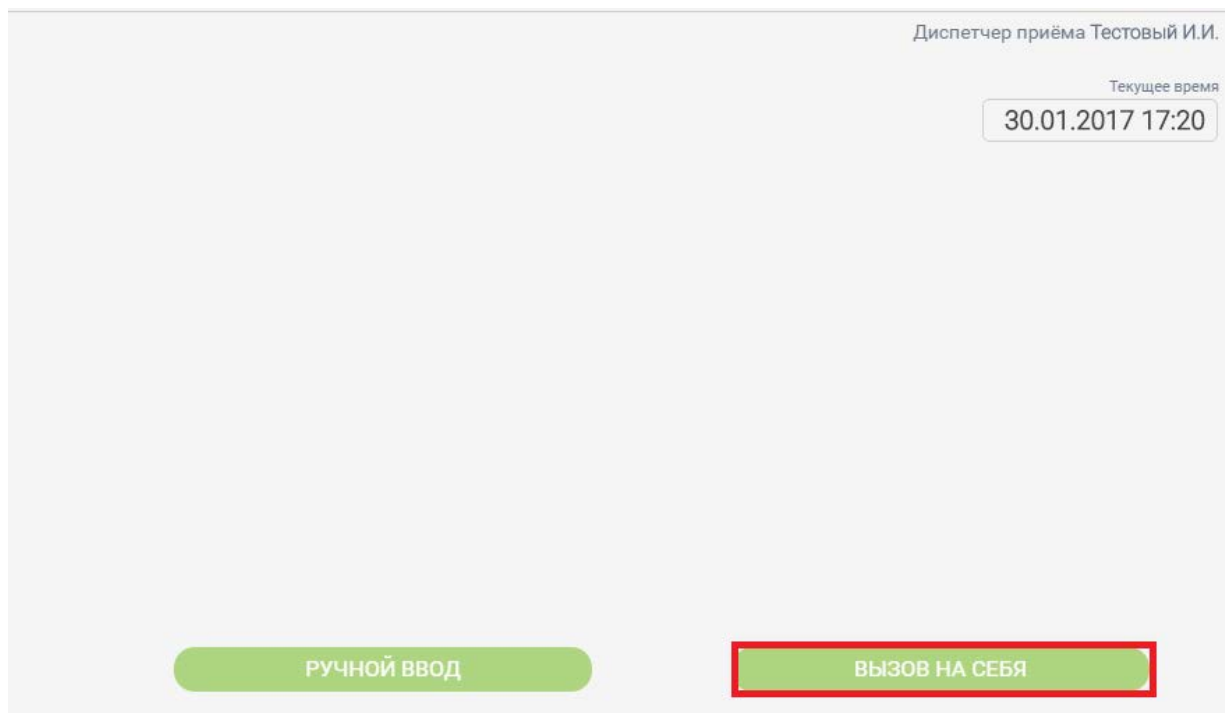 Диспетчер приёма Тестовый И.И.
Текущее время
30.01.2017 17:20
РУЧНОЙ ВВОД
ВЫЗОВ НА СЕБЯ